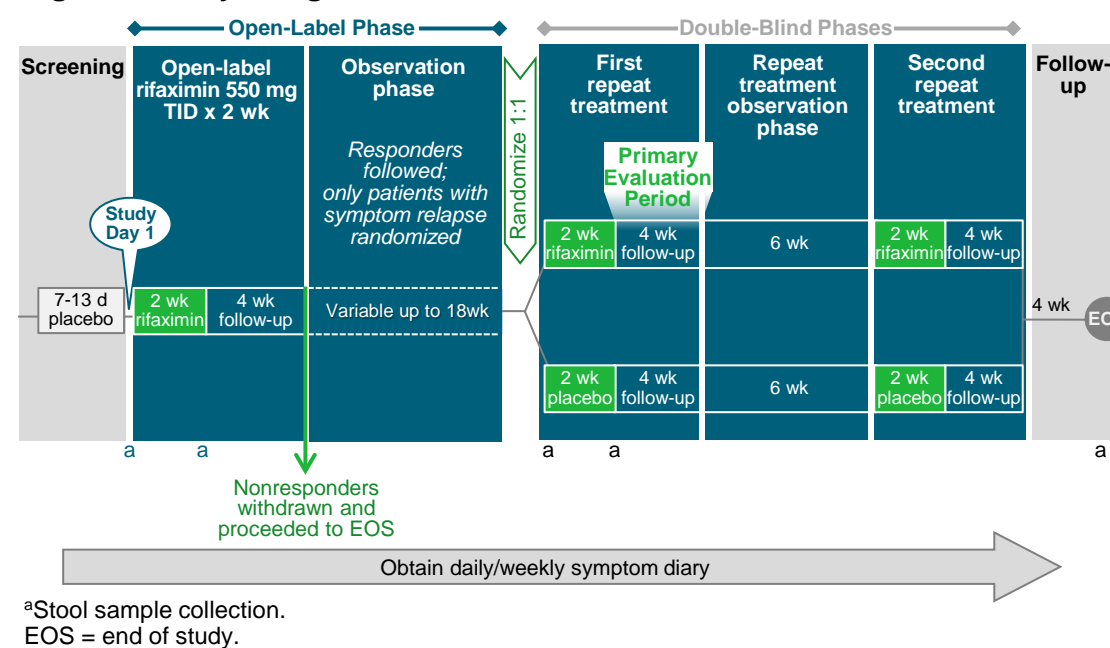 Open-Label Phase
Double-Blind Phases
Screening
Open-label
rifaximin 550 mg
TID x 2 wk
Observation
phase
Responders
followed;
only patients with
symptom relapse
randomized
Randomize 1:1
First
repeat
treatment
Repeat
treatment
observation
phase
Second
repeat
treatment
Follow-
up
Primary
Evaluation
Period
Study
Day 1
7-13 d
placebo
2 wk
rifaximin
4 wk
follow-up
Variable up to 18wk
2 wk
rifaximin
4 wk
follow-up
6 wk
2 wk
rifaximin
4 wk
follow-up
2 wk
placebo
4 wk
follow-up
6 wk
2 wk
placebo
4 wk
follow-up
4 wk
a
a
a
a
a
Nonresponders
withdrawn and
proceeded to EOS
Obtain daily/weekly symptom diary
aStool sample collection.
EOS = end of study.